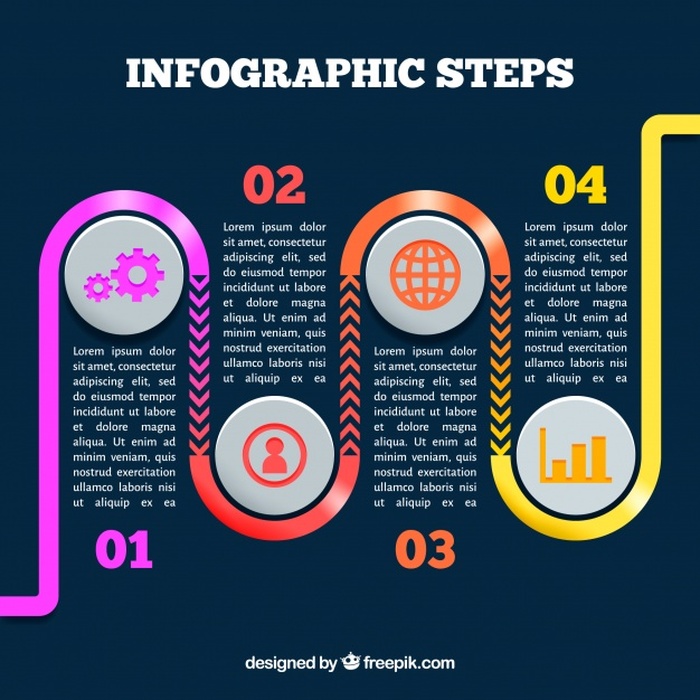 INFOGRAPHIC STEPS
01
Lorem ipsum dolor
sit amet, consectetur
adipiscing elit, sed
do eiusmod tempor
incididunt ut labore
et dolore magna
aliqua. Ut enim ad
minim veniam, quis
nostrud exercitation
ullamco laboris nisi
ut aliquip ex ea
02
Lorem ipsum dolor
sit amet, consectetur
adipiscing elit, sed
do eiusmod tempor
incididunt ut labore
et dolore magna
aliqua. Ut enim ad
minim veniam, quis
nostrud exercitation
ullamco laboris nisi
ut aliquip ex ea
03
Lorem ipsum dolor
sit amet, consectetur
adipiscing elit, sed
do eiusmod tempor
incididunt ut labore
et dolore magna
aliqua. Ut enim ad
minim veniam, quis
nostrud exercitation
ullamco laboris nisi
ut aliquip ex ea
04
Lorem ipsum dolor
sit amet, consectetur
adipiscing elit, sed
do eiusmod tempor
incididunt ut labore
et dolore magna
aliqua. Ut enim ad
minim veniam, quis
nostrud exercitation
ullamco laboris nisi
ut aliquip ex ea
designed by freepik.com